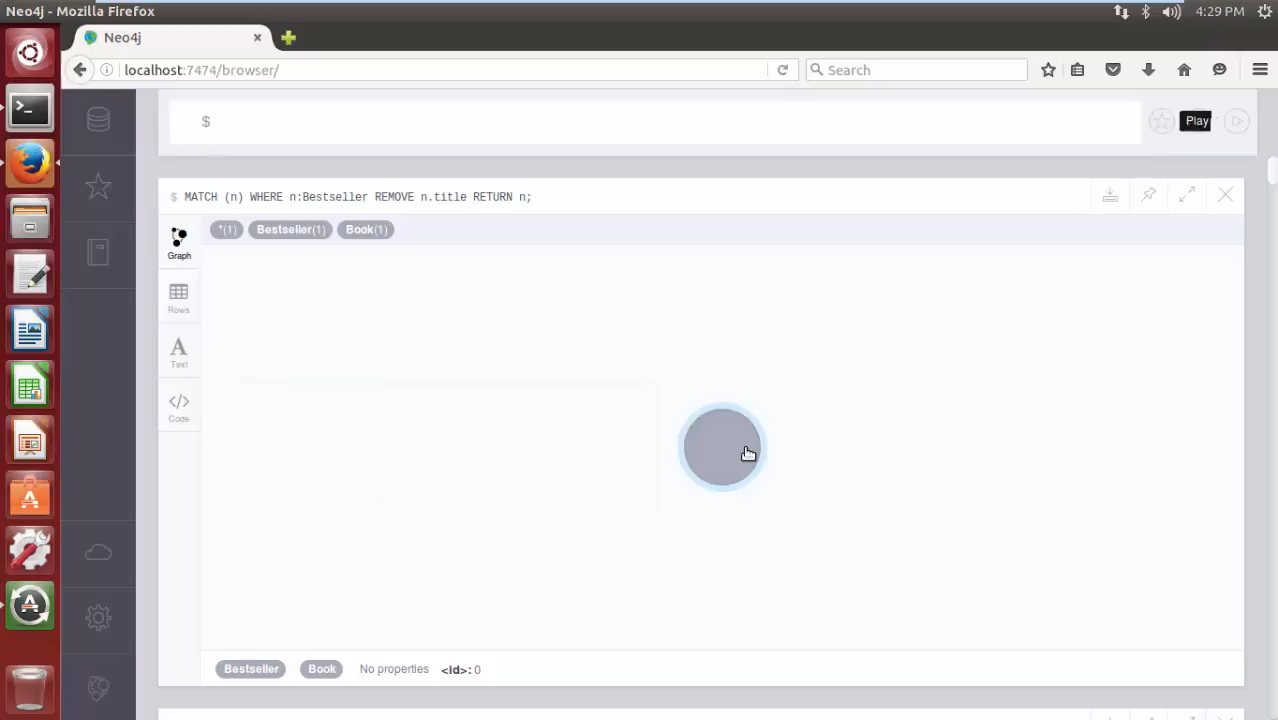 Neo4j - Mozilla Firefox
4:29 PM
Neo4j
localhost:7474/browser/
Search
$
Play
$ MATCH (n) WHERE n:Bestseller REMOVE n.title RETURN n;
*(1) Bestseller(1) Book(1)
Graph
Rows
A
Text
</>
Code
Bestseller Book No properties <id>: 0